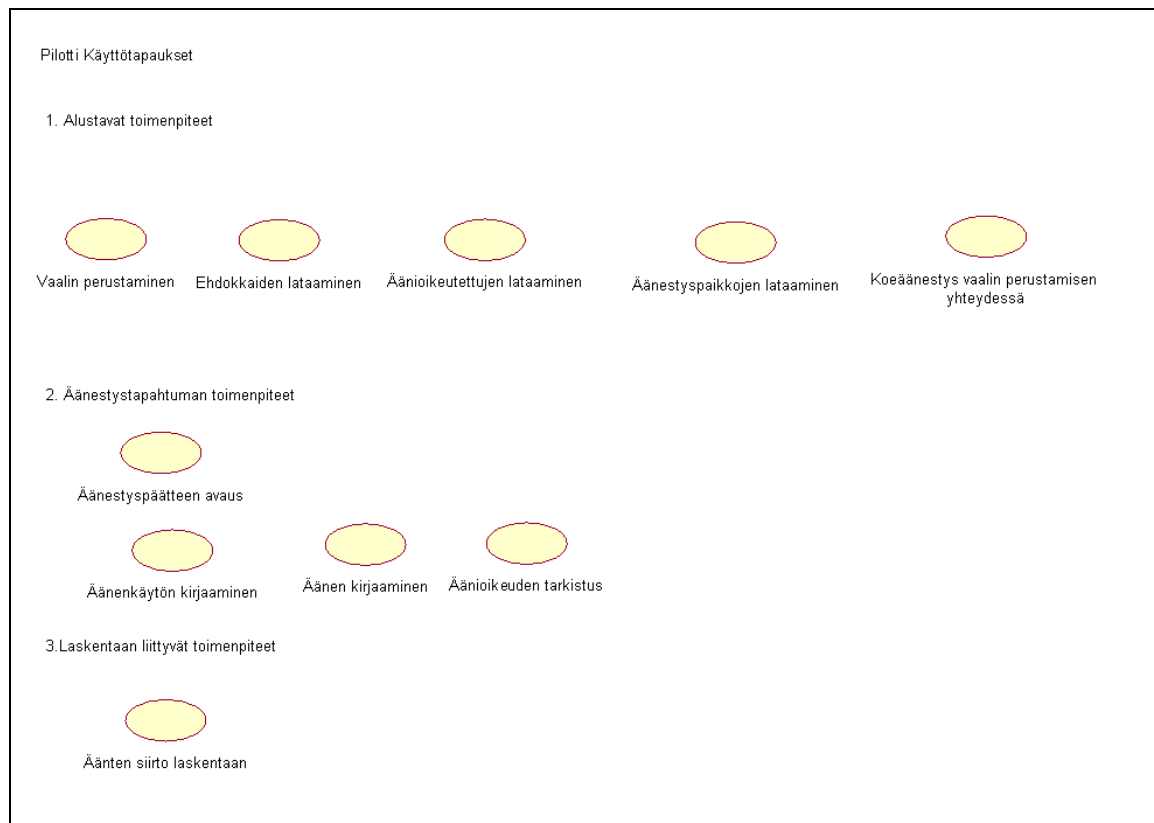 Pilotti Käyttötapaukset
1. Alustavat toimenpiteet
Vaalin perustaminen
Ehdokkaiden lataaminen
Äänioikeutettujen lataaminen
Äänestyspaikkojen lataaminen
Koeäänestys vaalin perustamisen
yhteydessä
2. Äänestystapahtuman toimenpiteet
Äänestyspäätteen avaus
Äänenkäytön kirjaaminen
Äänen kirjaaminen
Äänioikeuden tarkistus
3.Laskentaan liittyvät toimenpiteet
Äänten siirto laskentaan